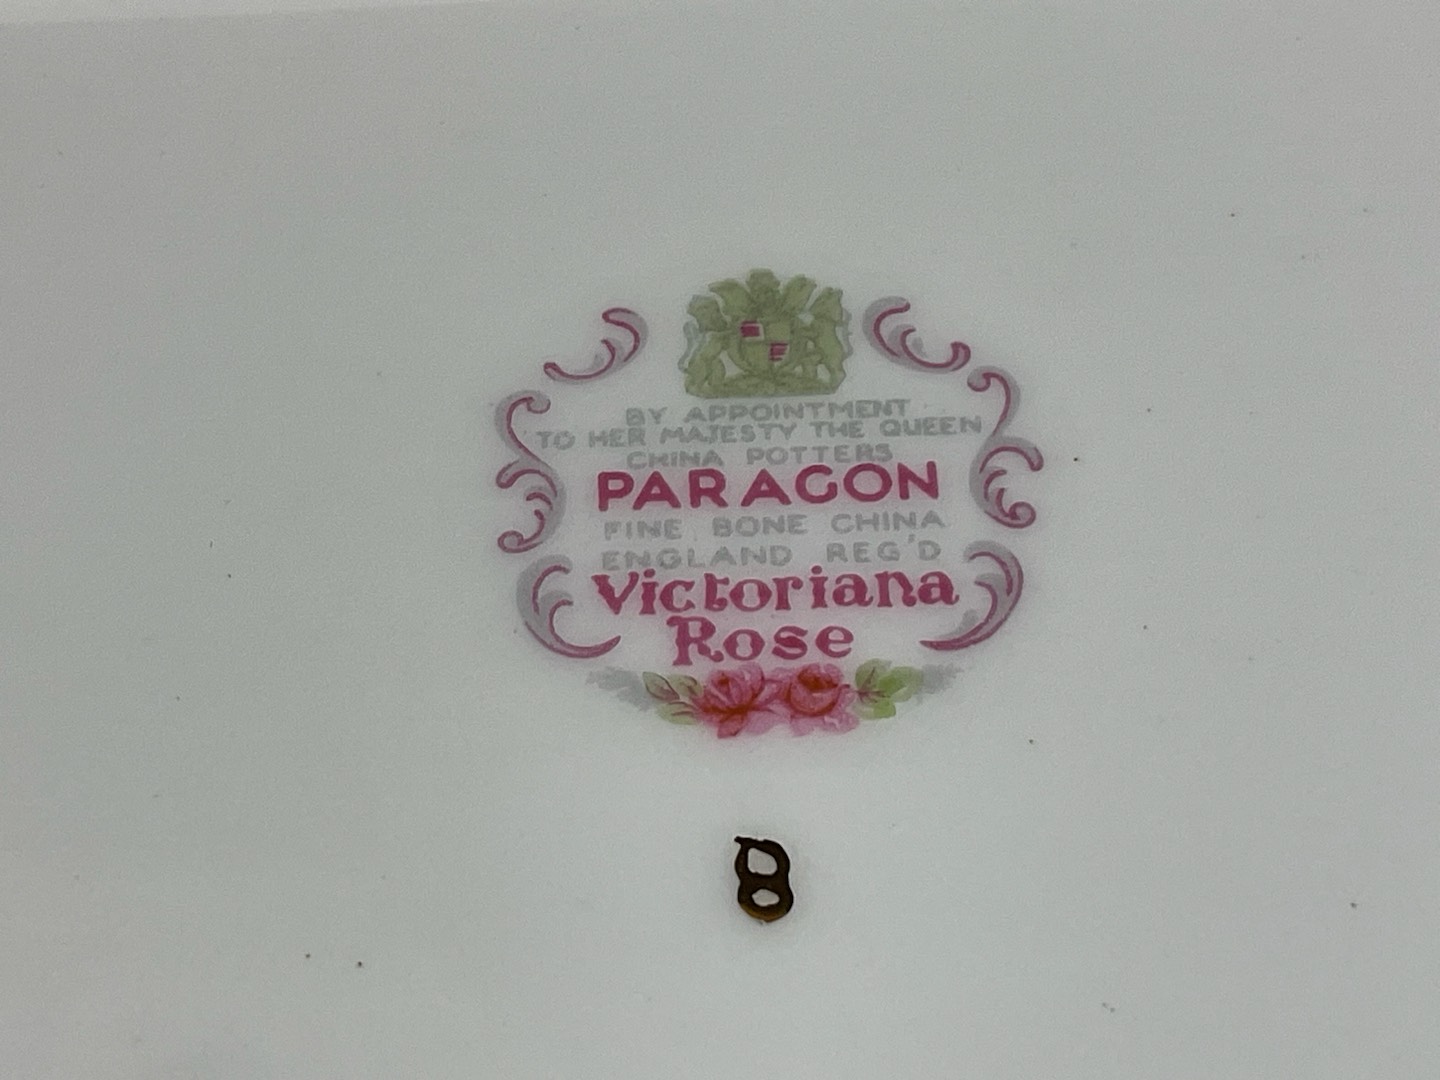 BY APPOINTMENT
TO HER MAJESTY THE QUEEN
CHINA POTTERS
PARAGON
FINE BONE CHINA
ENGLAND REG'D
Victoriana
Rose
8